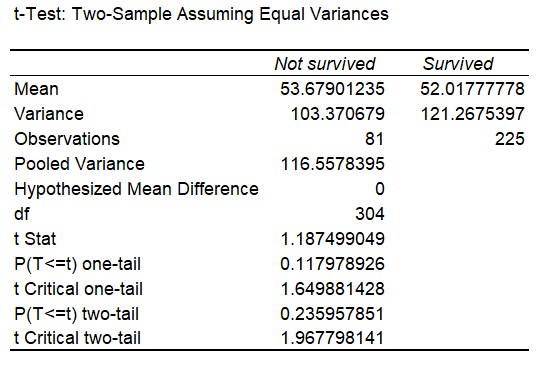 t-Test: Two-Sample Assuming Equal Variances
Not survived Survived
Mean 53.67901235 52.01777778
Variance 103.370679 121.2675397
Observations 81 225
Pooled Variance 116.5578395
Hypothesized Mean Difference 0
df 304
t Stat 1.187499049
P(T<=t) one-tail 0.117978926
t Critical one-tail 1.649881428
P(T<=t) two-tail 0.235957851
t Critical two-tail 1.967798141